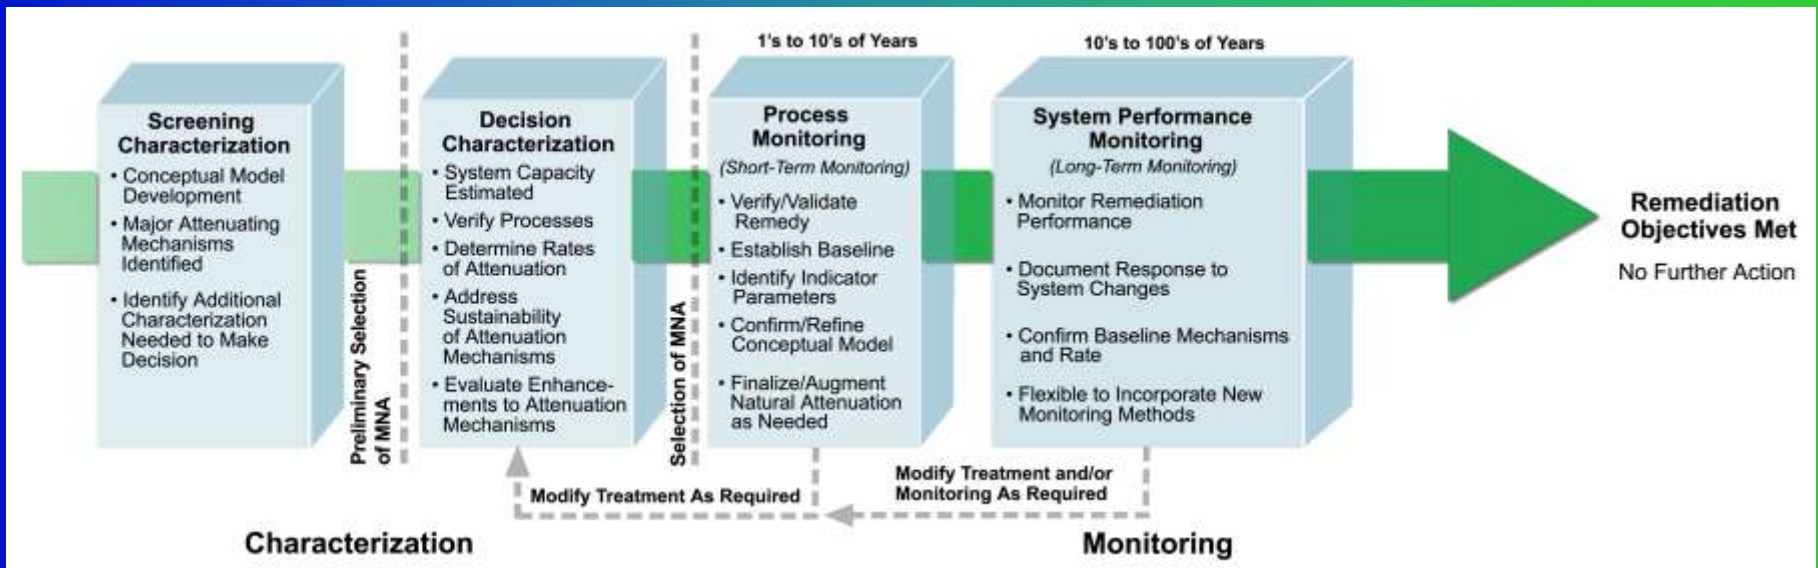 Screening
Characterization
• Conceptual Model
Development
• Major Attenuating
Mechanisms
Identified
• Identify Additional
Characterization
Needed to Make
Decision
Preliminary Selection
of MNA
Decision
Characterization
• System Capacity
Estimated
• Verify Processes
• Determine Rates
of Attenuation
• Address
Sustainability
of Attenuation
Mechanisms
• Evaluate Enhance-
ments to Attenuation
Mechanisms
Selection of MNA
1's to 10's of Years
Process
Monitoring
(Short-Term Monitoring)
• Verify/Validate
Remedy
• Establish Baseline
• Identify Indicator
Parameters
• Confirm/Refine
Conceptual Model
• Finalize/Augment
Natural Attenuation
as Needed
10's to 100's of Years
System Performance
Monitoring
(Long-Term Monitoring)
• Monitor Remediation
Performance
• Document Response to
System Changes
• Confirm Baseline Mechanisms
and Rate
• Flexible to Incorporate New
Monitoring Methods
Remediation
Objectives Met
No Further Action
Modify Treatment As Required
Modify Treatment and/or
Monitoring As Required
Characterization
Monitoring